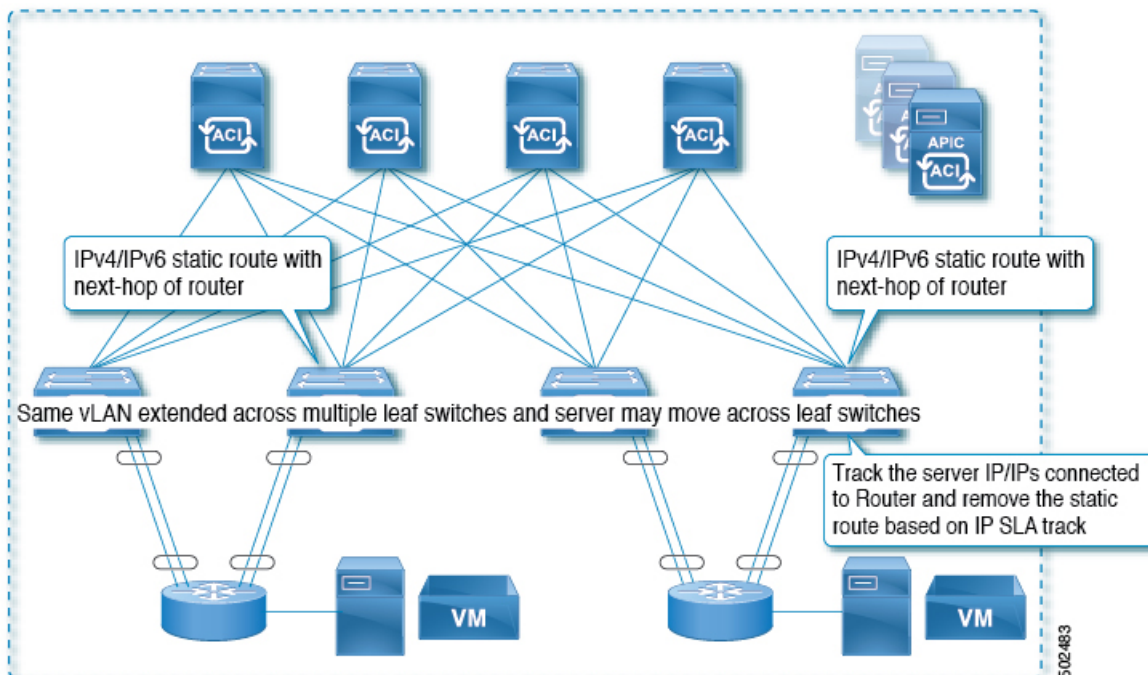 ACI
ACI
ACI
ACI
APIC
ACI
IPv4/IPv6 static route with
next-hop of router
IPv4/IPv6 static route with
next-hop of router
Same vLAN extended across multiple leaf switches and server may move across leaf switches
Track the server IP/IPs connected
to Router and remove the static
route based on IP SLA track
VM
VM
502483